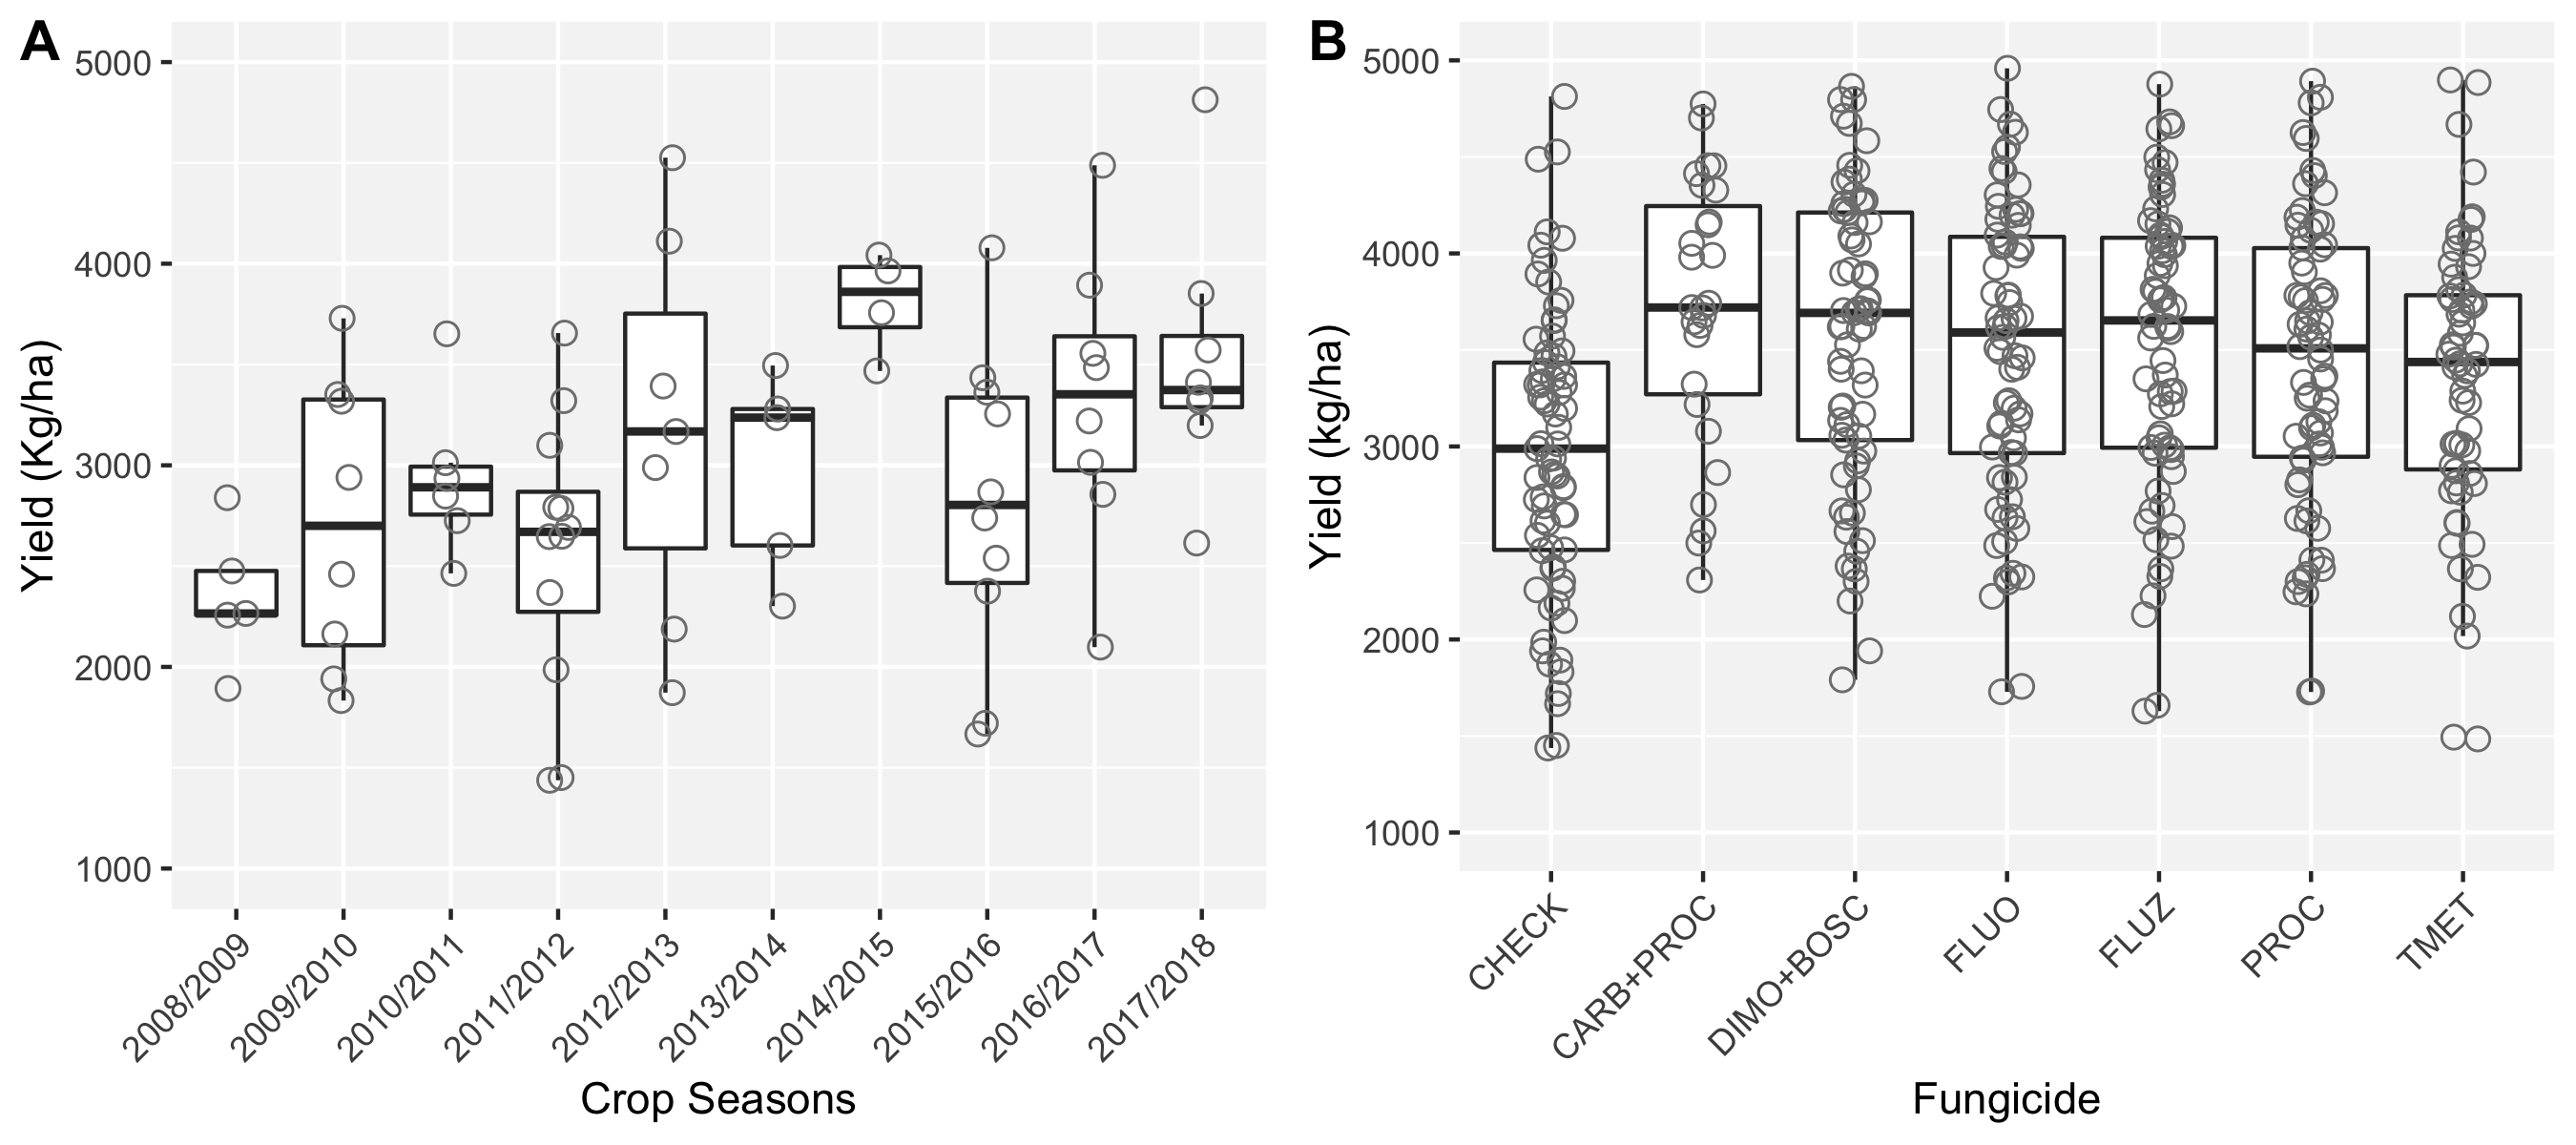 A
Yield (Kg/ha)
5000
4000
3000
2000
1000
2008/2009
2009/2010
2010/2011
2011/2012
2012/2013
2013/2014
2014/2015
2015/2016
2016/2017
2017/2018
Crop Seasons
B
Yield (kg/ha)
5000
4000
3000
2000
1000
CHECK
CARB+PROC
DIMO+BOSC
FLUO
FLUZ
PROC
TMET
Fungicide